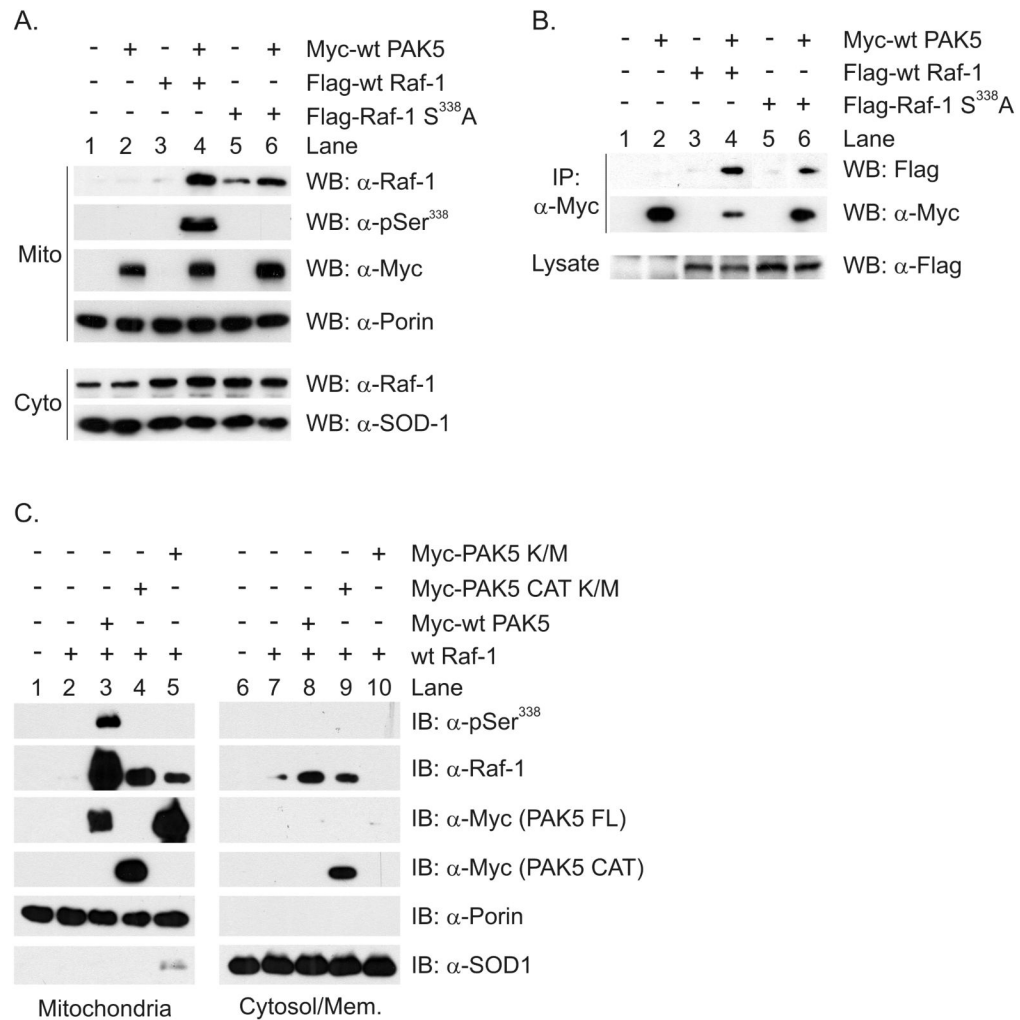 A.
- + - + - + Myc-wt PAK5
- - + + - - Flag-wt Raf-1
- - - - + + Flag-Raf-1 S³³⁸A
1 2 3 4 5 6 Lane
Mito
WB: α-Raf-1
WB: α-pSer³³⁸
WB: α-Myc
WB: α-Porin
Cyto
WB: α-Raf-1
WB: α-SOD-1
B.
- + - + - + Myc-wt PAK5
- - + + - - Flag-wt Raf-1
- - - - + + Flag-Raf-1 S³³⁸A
1 2 3 4 5 6 Lane
IP:
α-Myc
WB: Flag
WB: α-Myc
Lysate WB: α-Flag
C.
- - - - + - - - - + Myc-PAK5 K/M
- - - + - - - - + - Myc-PAK5 CAT K/M
- - + - - - - + - - Myc-wt PAK5
- + + + + - + + + + wt Raf-1
1 2 3 4 5 6 7 8 9 10 Lane
IB: α-pSer³³⁸
IB: α-Raf-1
IB: α-Myc (PAK5 FL)
IB: α-Myc (PAK5 CAT)
IB: α-Porin
IB: α-SOD1
Mitochondria Cytosol/Mem.